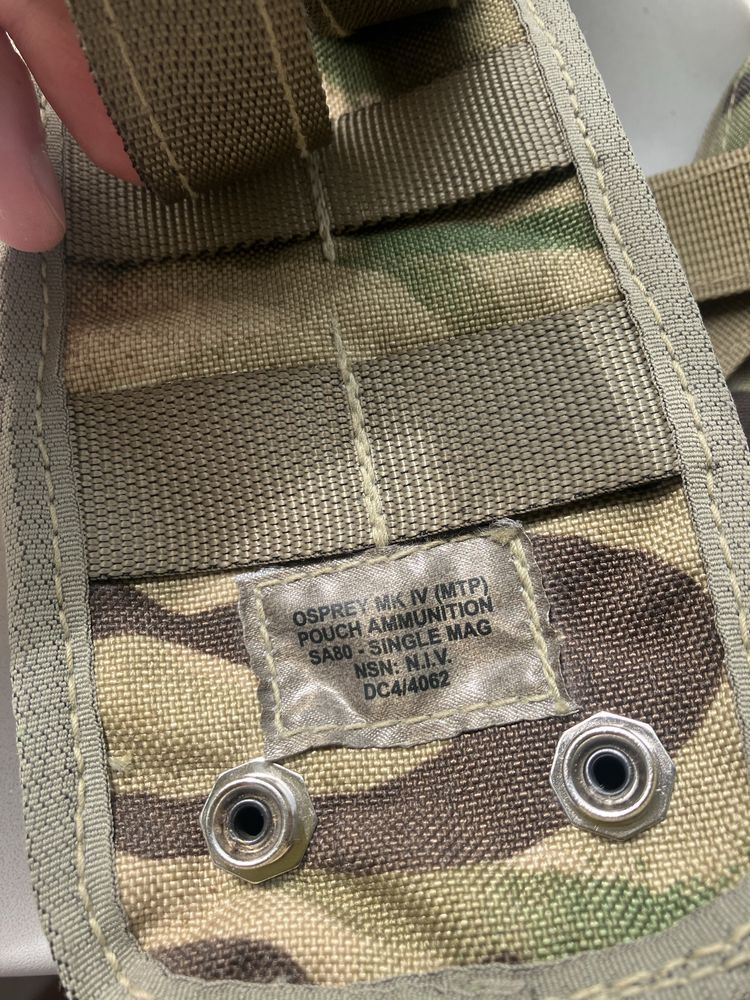 OSPREY MK IV (MTP)
POUCH AMMUNITION
SA80 - SINGLE MAG
NSN: N.I.V.
DC4/4062